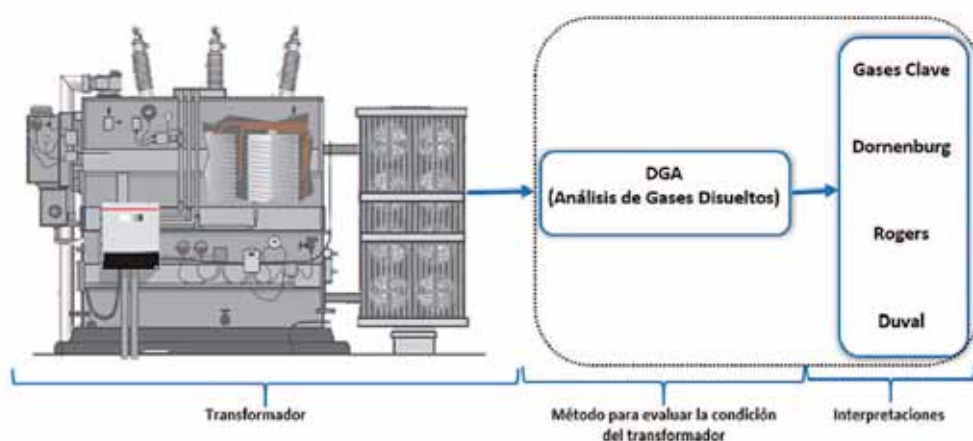 Gases Clave
Dornenburg
DGA
(Análisis de Gases Disueltos)
Rogers
Duval
Transformador
Método para evaluar la condición
del transformador
Interpretaciones